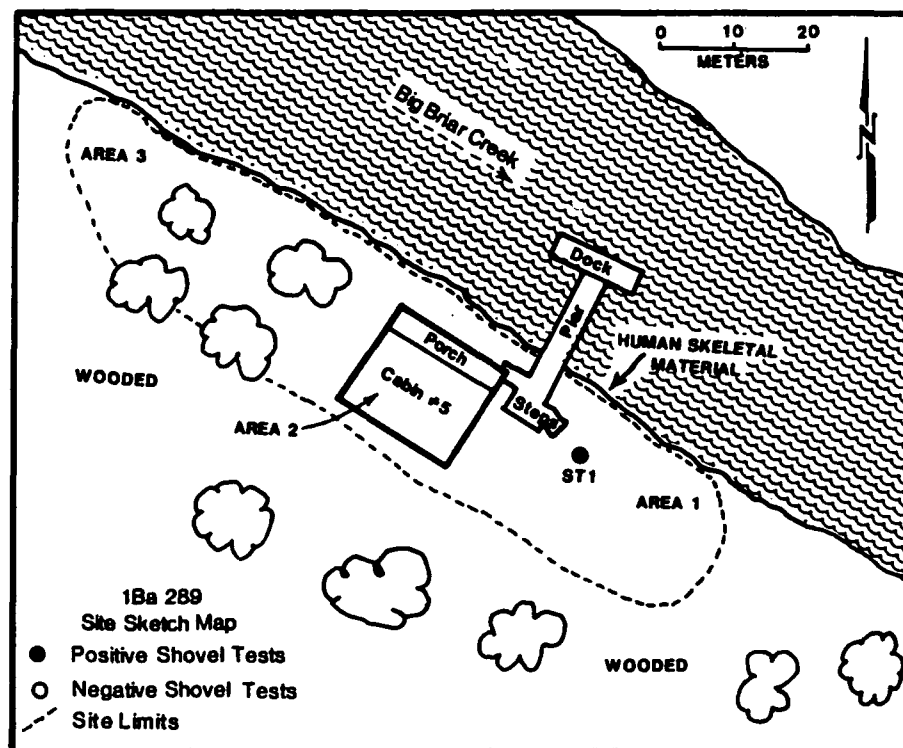 0 10 20
METERS
N
Big Briar Creek
AREA 3
Dock
Pier
HUMAN SKELETAL
MATERIAL
Porch
Cabin #5
Steps
WOODED
AREA 2
ST1
AREA 1
1Ba 289
Site Sketch Map
Positive Shovel Tests
Negative Shovel Tests
Site Limits
WOODED